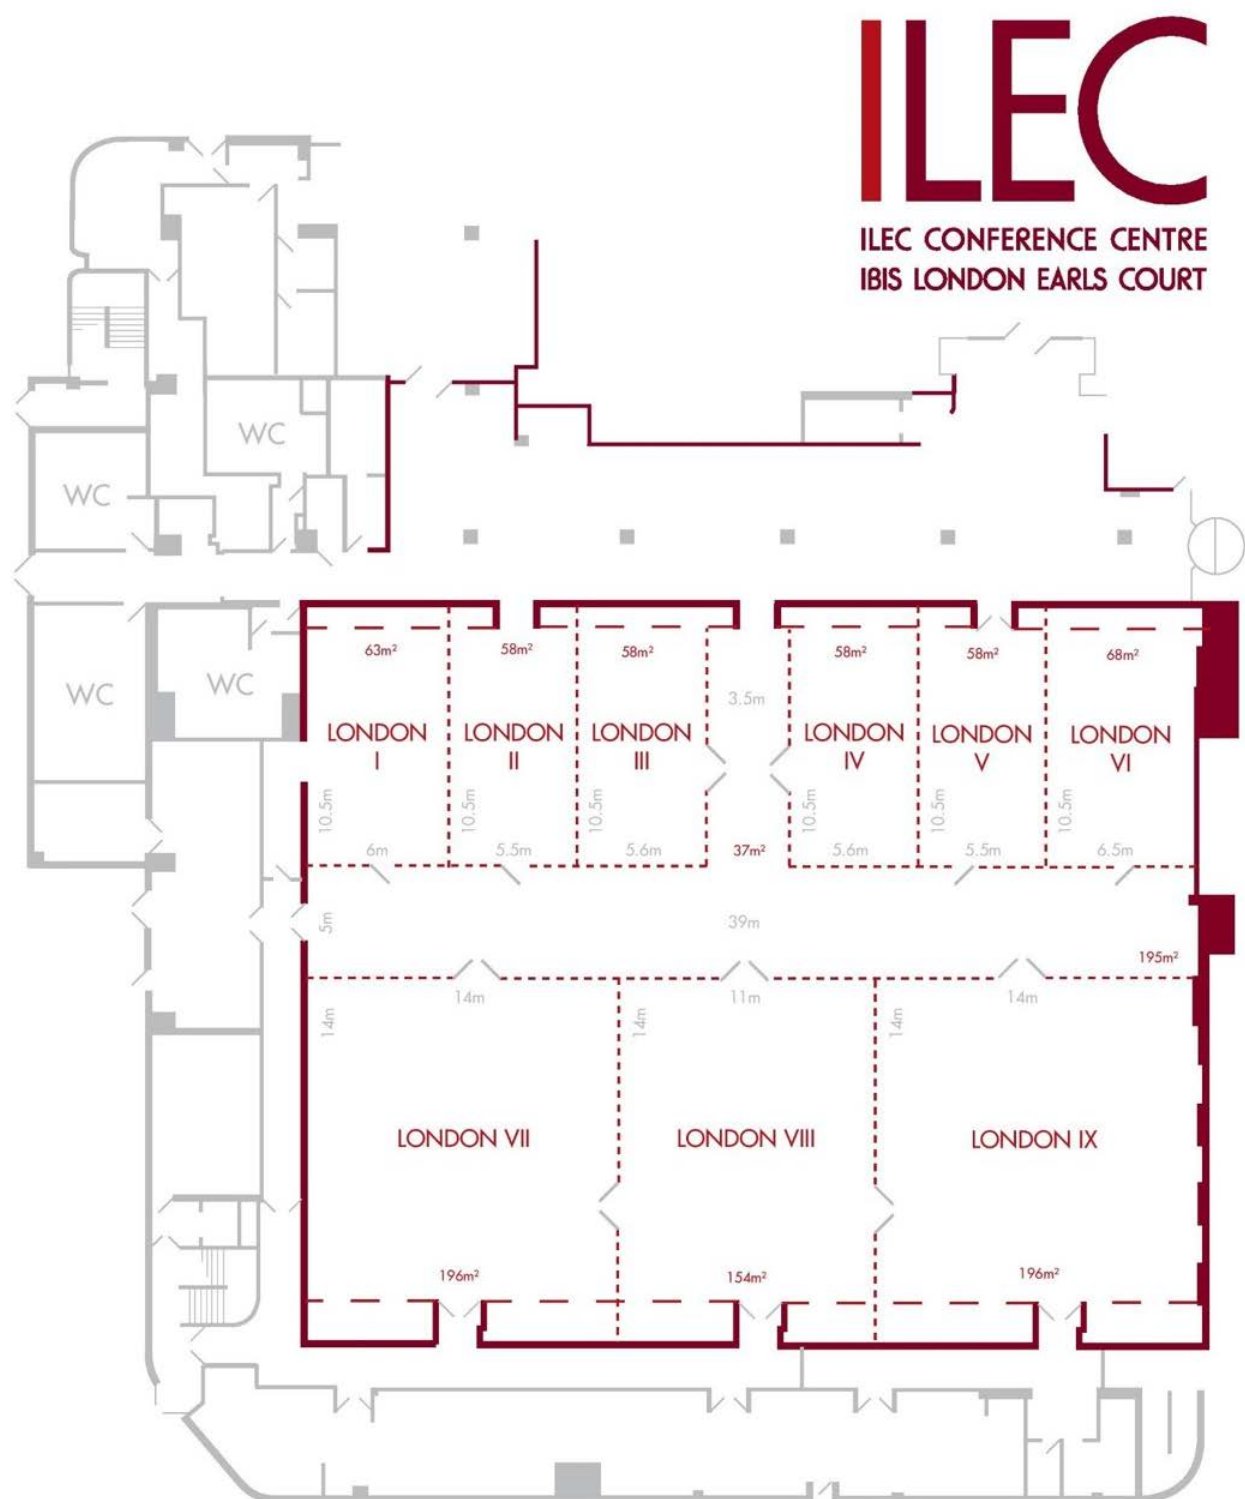 ILEC
ILEC CONFERENCE CENTRE
IBIS LONDON EARLS COURT
WC
WC
WC
WC
63m²
58m²
58m²
58m²
58m²
68m²
3.5m
LONDON
I
LONDON
II
LONDON
III
LONDON
IV
LONDON
V
LONDON
VI
10.5m
10.5m
10.5m
10.5m
10.5m
10.5m
6m
5.5m
5.6m
37m²
5.6m
5.5m
6.5m
5m
39m
195m²
14m
11m
14m
14m
14m
14m
LONDON VII
LONDON VIII
LONDON IX
196m²
154m²
196m²